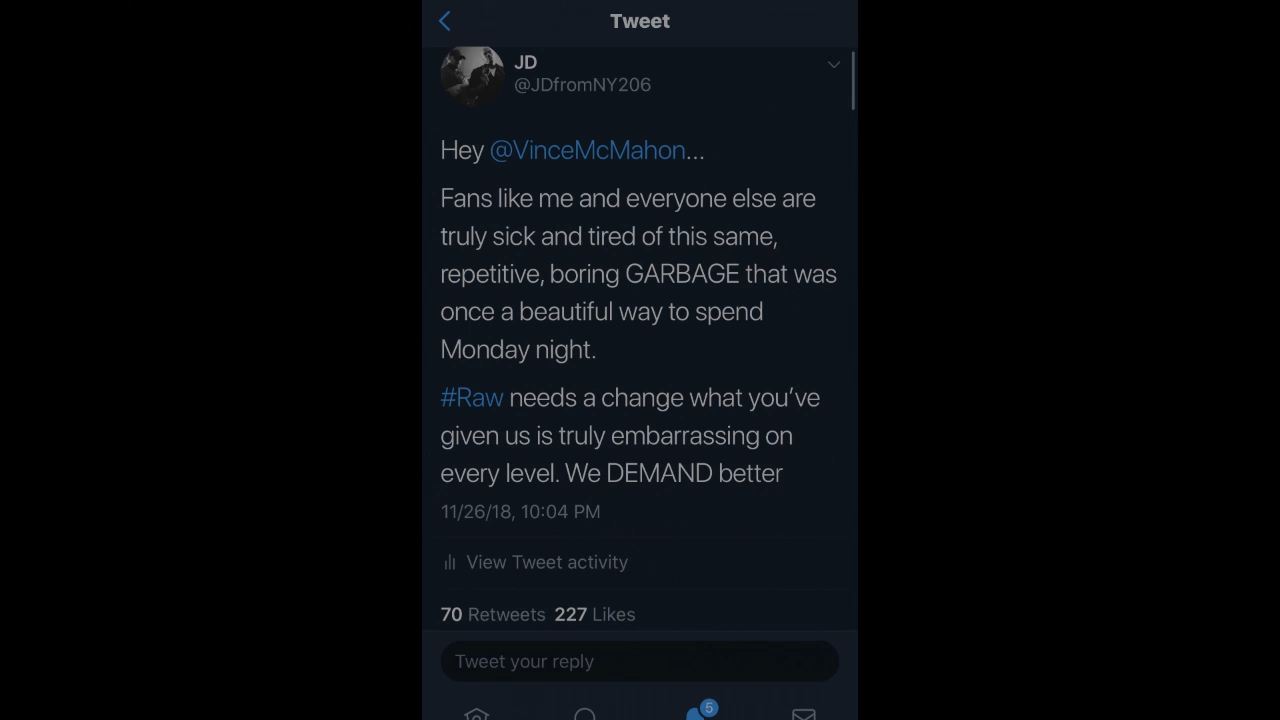 Tweet
JD
@JDfromNY206
Hey @VinceMcMahon...
Fans like me and everyone else are
truly sick and tired of this same,
repetitive, boring GARBAGE that was
once a beautiful way to spend
Monday night.
#Raw needs a change what you’ve
given us is truly embarrassing on
every level. We DEMAND better
11/26/18, 10:04 PM
View Tweet activity
70 Retweets 227 Likes
Tweet your reply
5